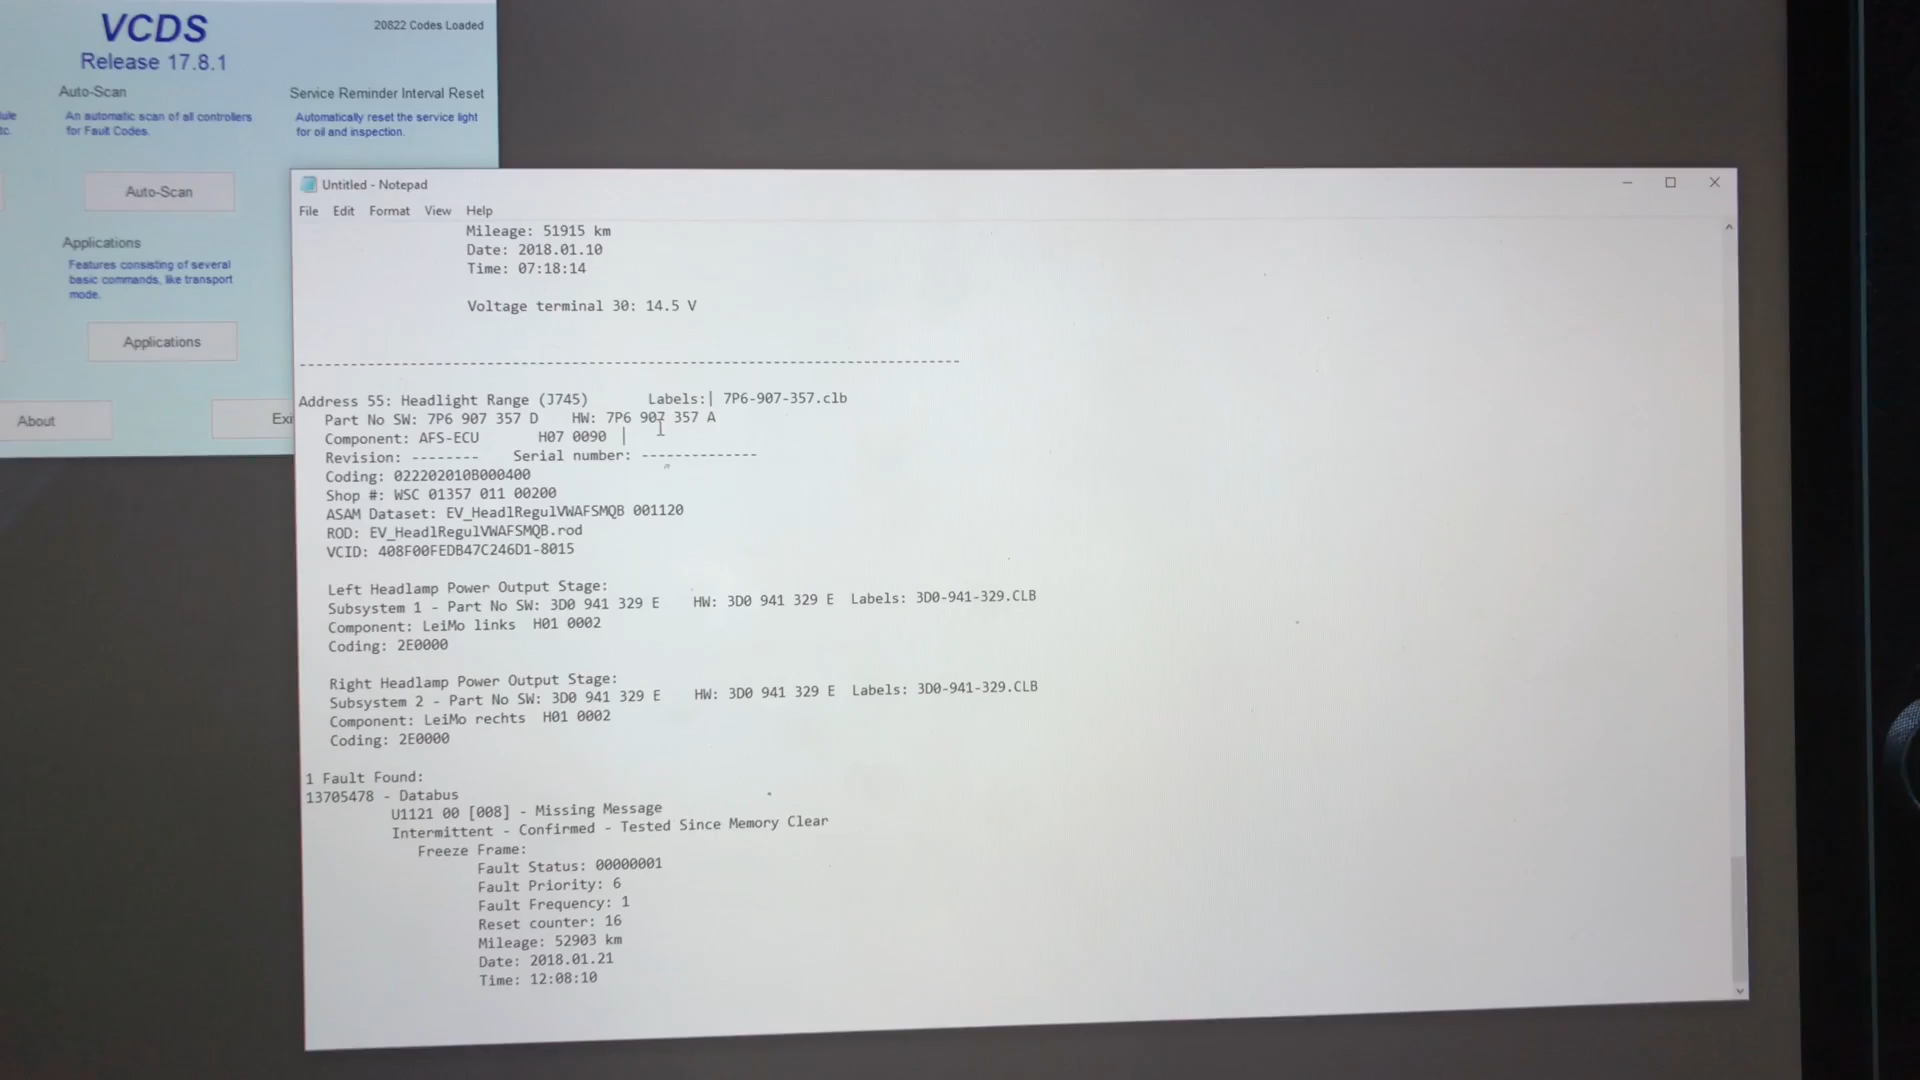 VCDS
20822 Codes Loaded
Release 17.8.1
Auto-Scan
An automatic scan of all controllers
for Fault Codes.
Service Reminder Interval Reset
Automatically reset the service light
for oil and inspection.
Auto-Scan
Applications
Features consisting of several
basic commands, like transport
mode.
Applications
About
Untitled - Notepad
File Edit Format View Help
Mileage: 51915 km
Date: 2018.01.10
Time: 07:18:14
Voltage terminal 30: 14.5 V
--------------------------------------------------------------------------------
Address 55: Headlight Range (J745) Labels:| 7P6-907-357.clb
Part No SW: 7P6 907 357 D HW: 7P6 907 357 A
Component: AFS-ECU H07 0090
Revision: -------- Serial number: --------------
Coding: 022202010B000400
Shop #: WSC 01357 011 00200
ASAM Dataset: EV_HeadlRegulVWAFSMQB 001120
ROD: EV_HeadlRegulVWAFSMQB.rod
VCID: 408F00FEDB47C246D1-8015
Left Headlamp Power Output Stage:
Subsystem 1 - Part No SW: 3D0 941 329 E HW: 3D0 941 329 E Labels: 3D0-941-329.CLB
Component: LeiMo links H01 0002
Coding: 2E0000
Right Headlamp Power Output Stage:
Subsystem 2 - Part No SW: 3D0 941 329 E HW: 3D0 941 329 E Labels: 3D0-941-329.CLB
Component: LeiMo rechts H01 0002
Coding: 2E0000
1 Fault Found:
13705478 - Databus
U1121 00 [008] - Missing Message
Intermittent - Confirmed - Tested Since Memory Clear
Freeze Frame:
Fault Status: 00000001
Fault Priority: 6
Fault Frequency: 1
Reset counter: 16
Mileage: 52903 km
Date: 2018.01.21
Time: 12:08:10